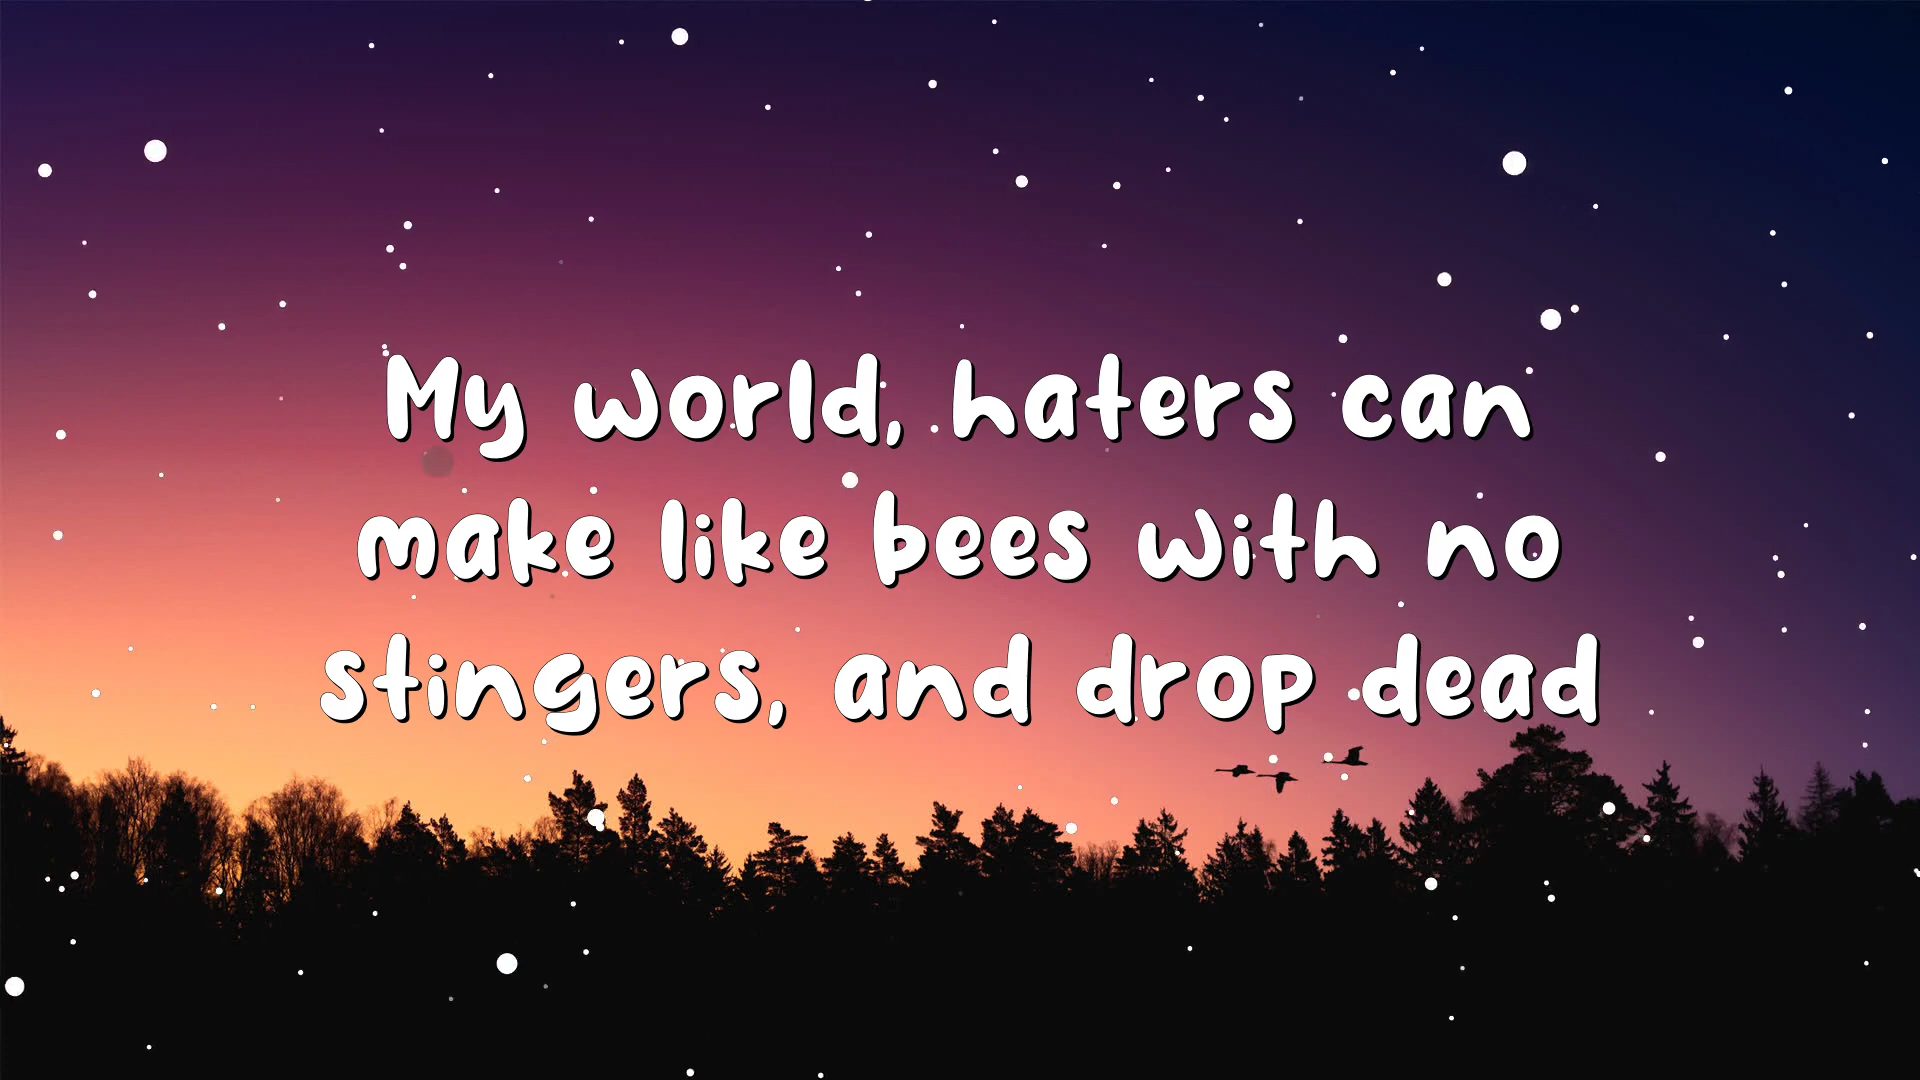 My world, haters can
make like bees with no
stingers, and drop dead